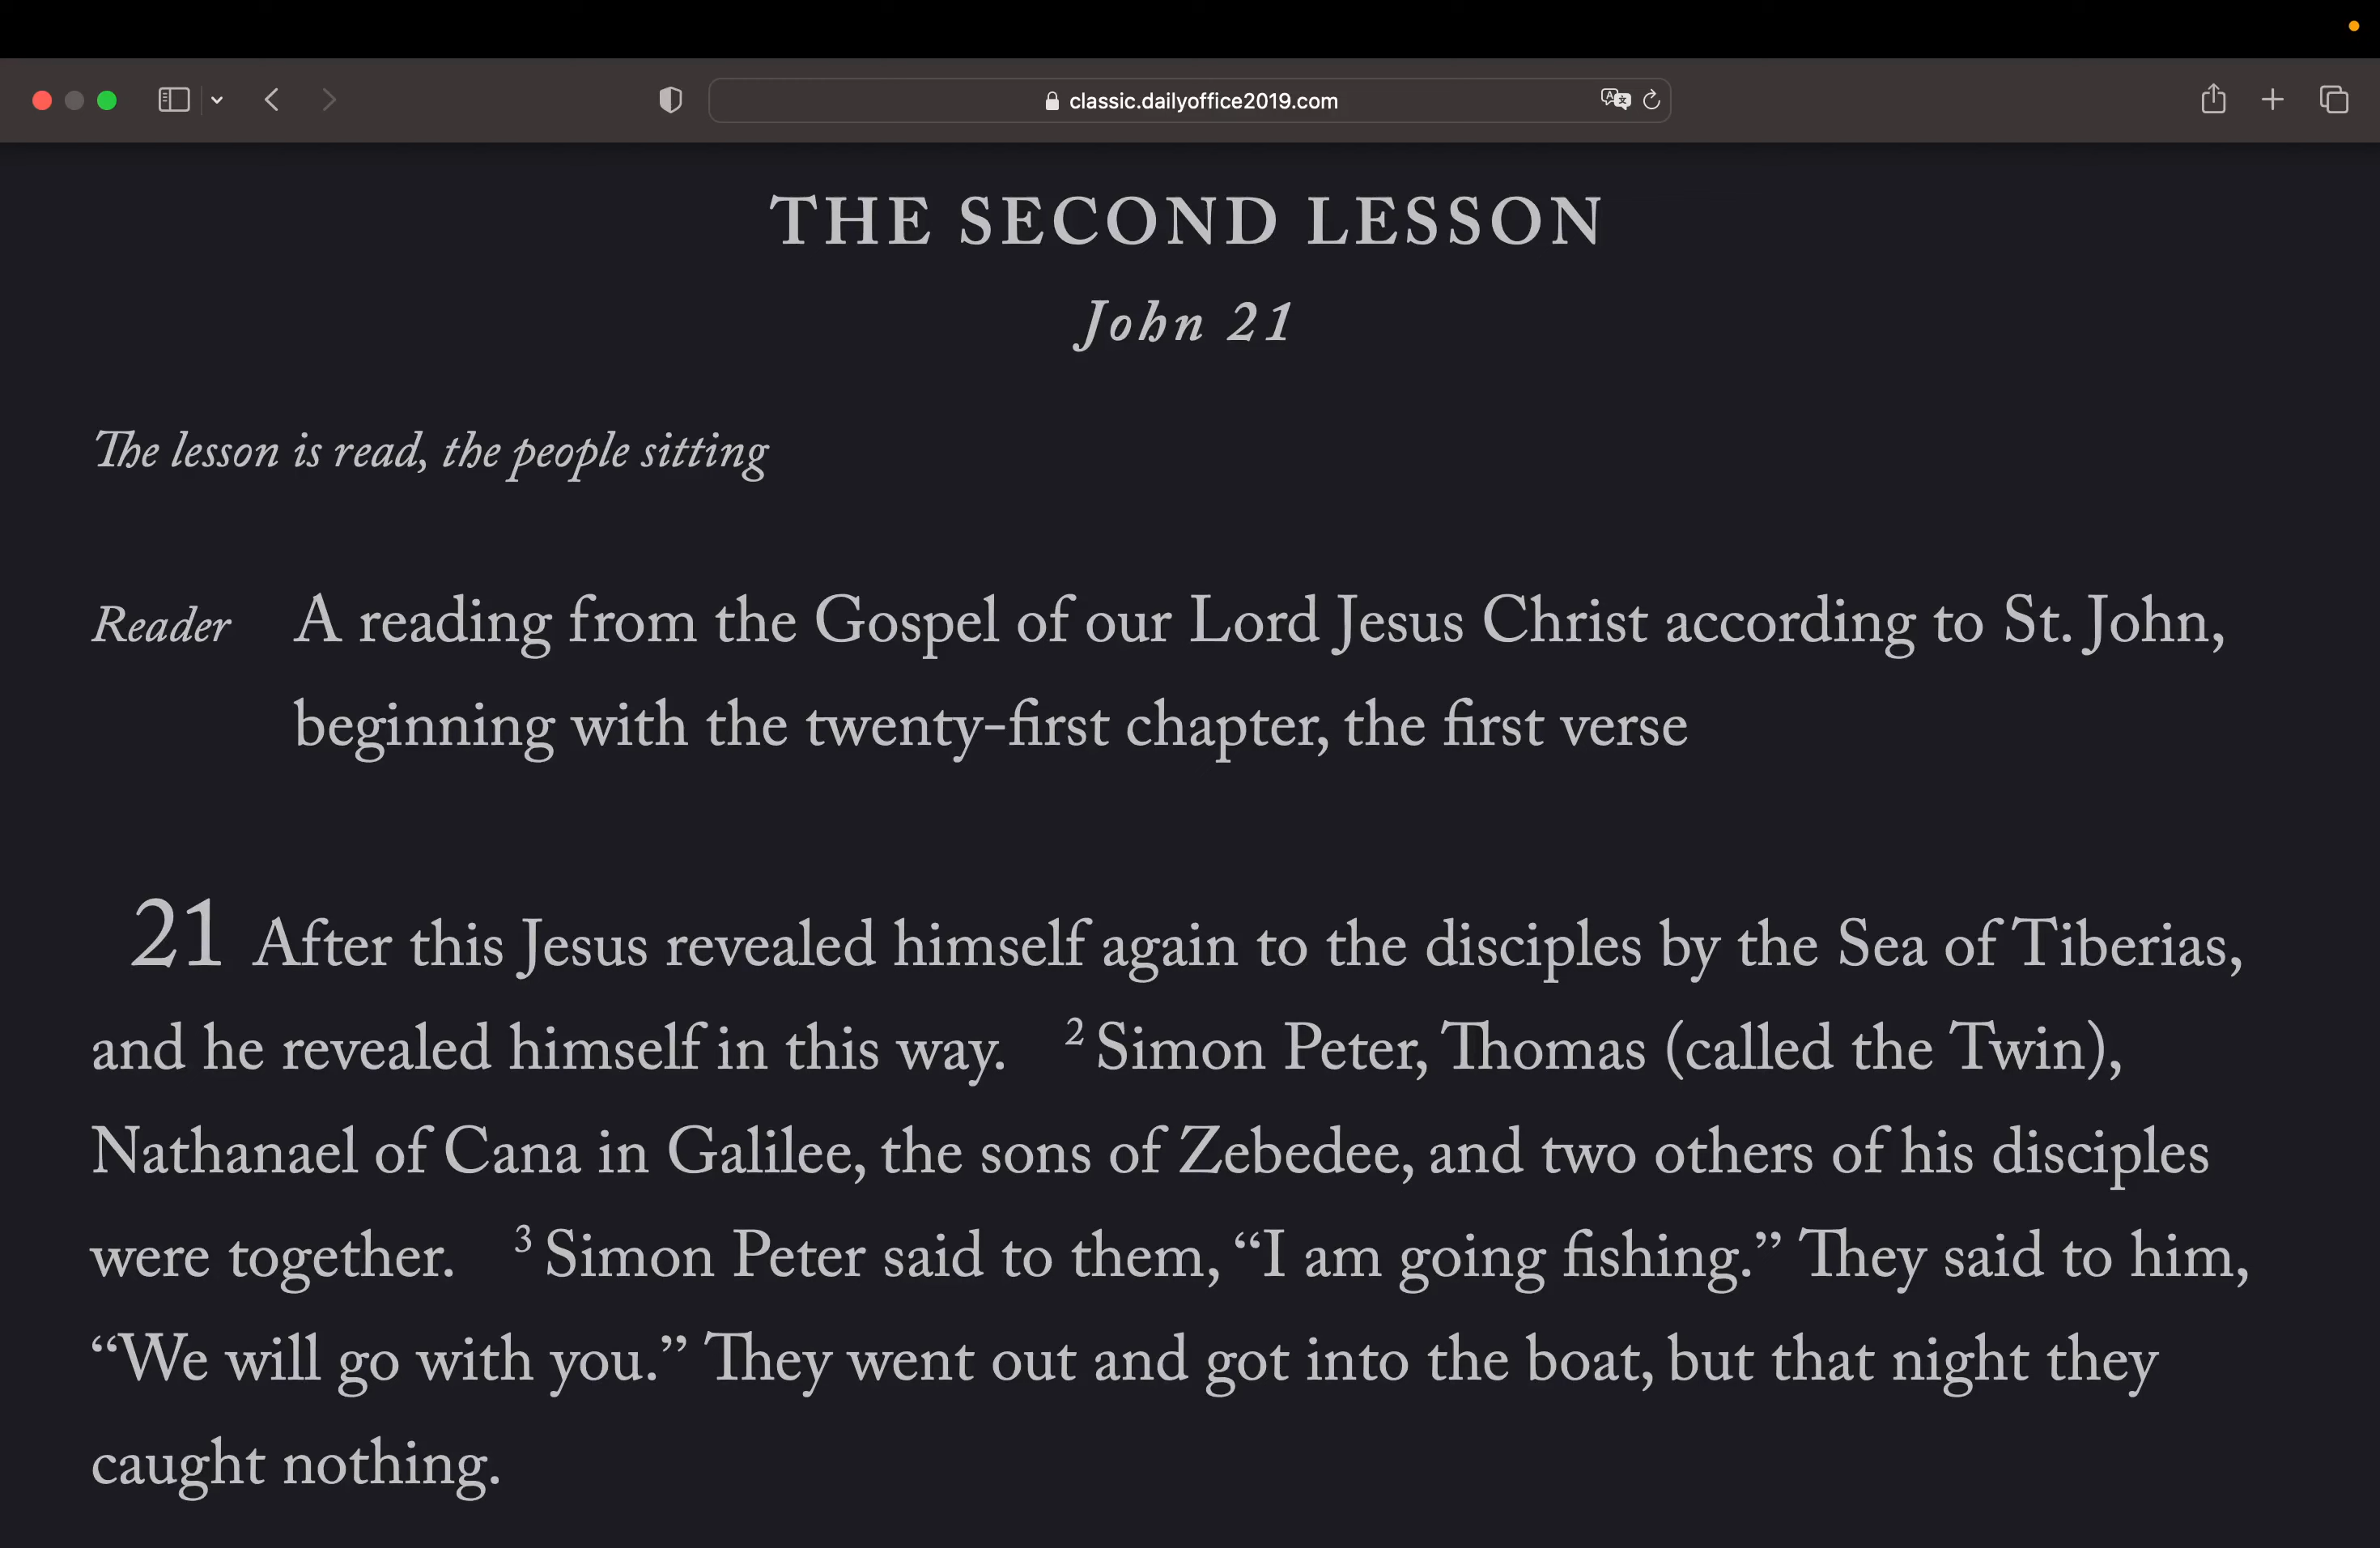 classic.dailyoffice2019.com
THE SECOND LESSON
John 21
The lesson is read, the people sitting
Reader A reading from the Gospel of our Lord Jesus Christ according to St. John,
beginning with the twenty-first chapter, the first verse
21 After this Jesus revealed himself again to the disciples by the Sea of Tiberias,
and he revealed himself in this way. 2 Simon Peter, Thomas (called the Twin),
Nathanael of Cana in Galilee, the sons of Zebedee, and two others of his disciples
were together. 3 Simon Peter said to them, “I am going fishing.” They said to him,
“We will go with you.” They went out and got into the boat, but that night they
caught nothing.